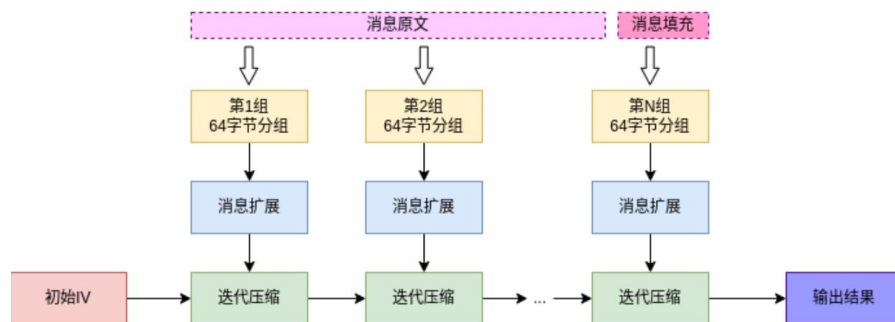 消息原文
消息填充
第1组
64字节分组
第2组
64字节分组
第N组
64字节分组
消息扩展
消息扩展
消息扩展
初始IV
迭代压缩
迭代压缩
...
迭代压缩
输出结果